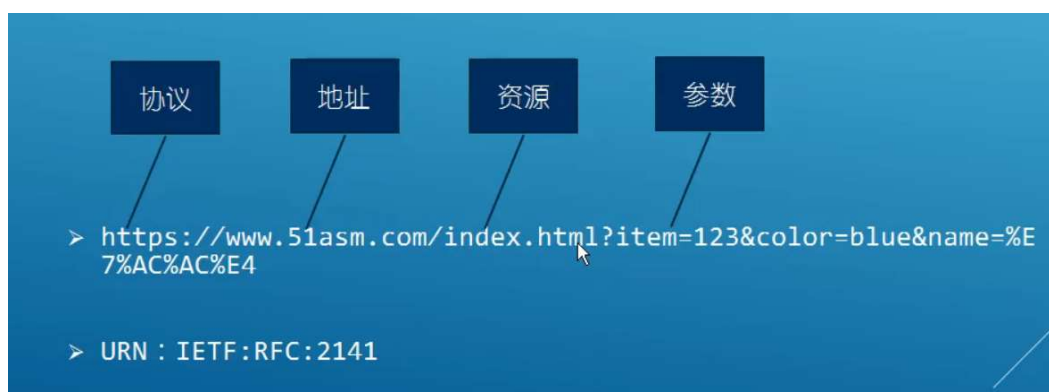 协议 地址 资源 参数
➢ https://www.51asm.com/index.html?item=123&color=blue&name=%E
7%AC%AC%E4
➢ URN：IETF:RFC:2141